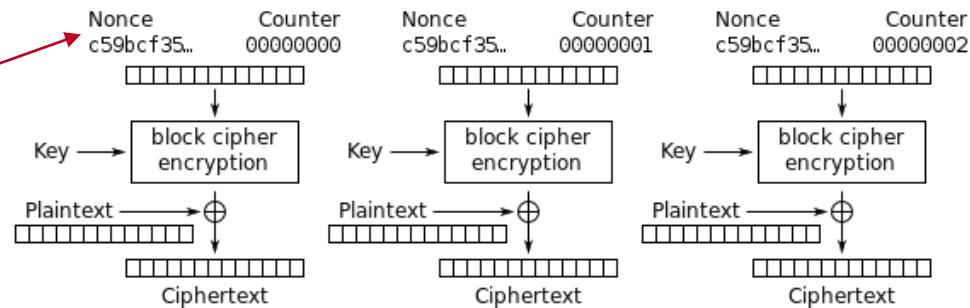 Nonce Counter Nonce Counter Nonce Counter
c59bcf35… 00000000 c59bcf35… 00000001 c59bcf35… 00000002
block cipher block cipher block cipher
Key encryption Key encryption Key encryption
Plaintext Plaintext Plaintext
Ciphertext Ciphertext Ciphertext